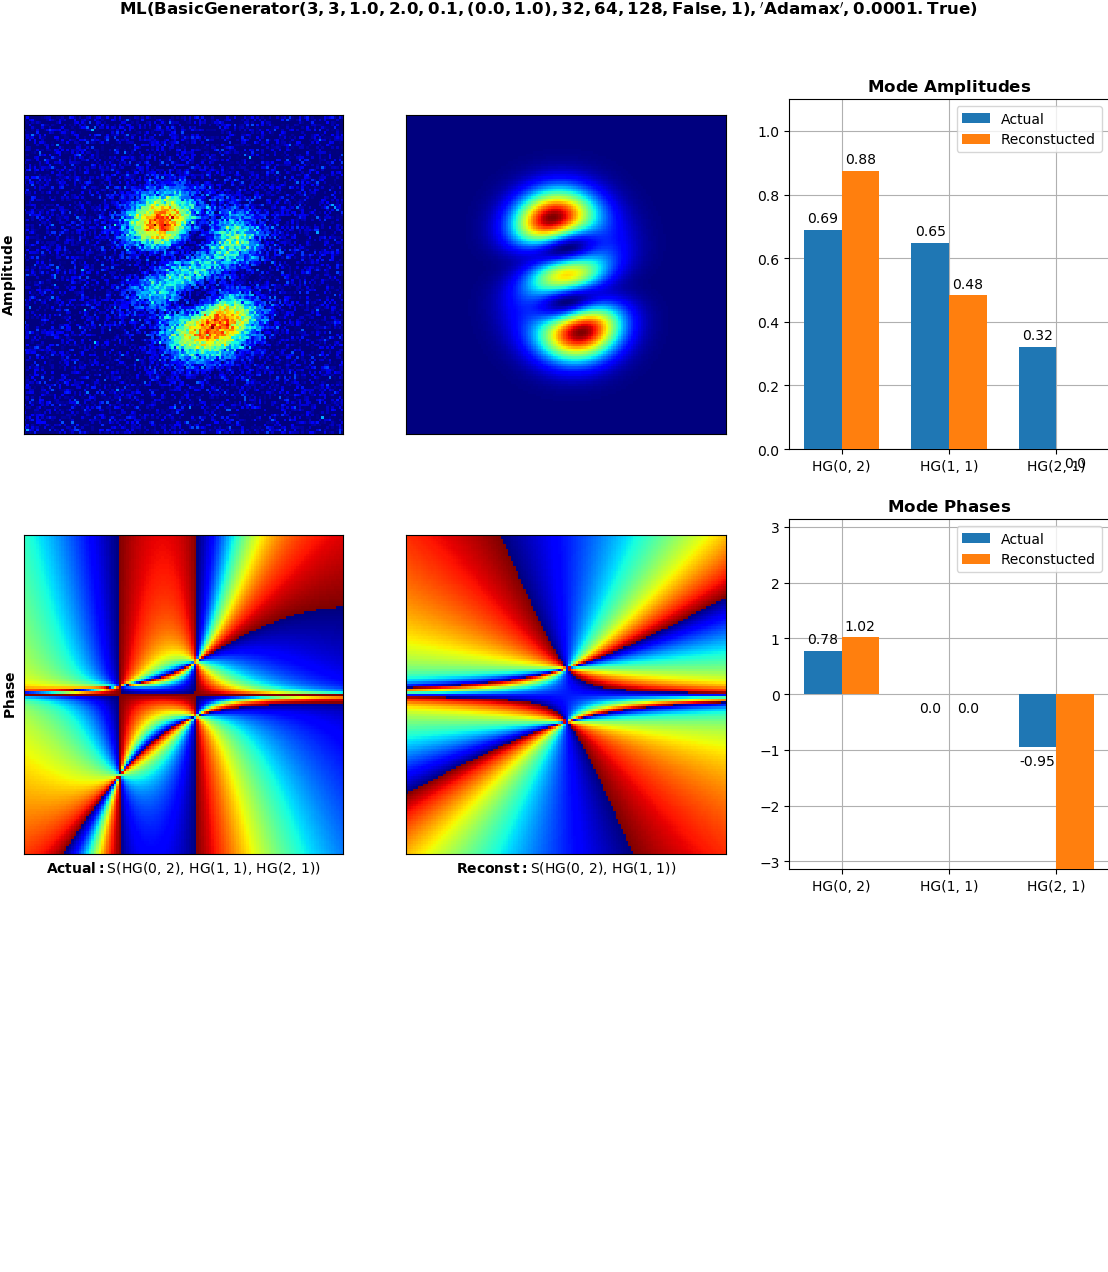 ML(BasicGenerator(3, 3, 1.0, 2.0, 0.1, (0.0, 1.0), 32, 64, 128, False, 1), ′Adamax′, 0.0001. True)
Amplitude
Mode Amplitudes
Actual
Reconstucted
1.0
0.8
0.6
0.4
0.2
0.0
0.69
0.88
0.65
0.48
0.32
0.0
HG(0, 2)
HG(1, 1)
HG(2, 1)
Phase
Actual: S(HG(0, 2), HG(1, 1), HG(2, 1))
Reconst: S(HG(0, 2), HG(1, 1))
Mode Phases
Actual
Reconstucted
3
2
1
0
−1
−2
−3
0.78
1.02
0.0
0.0
-0.95
HG(0, 2)
HG(1, 1)
HG(2, 1)